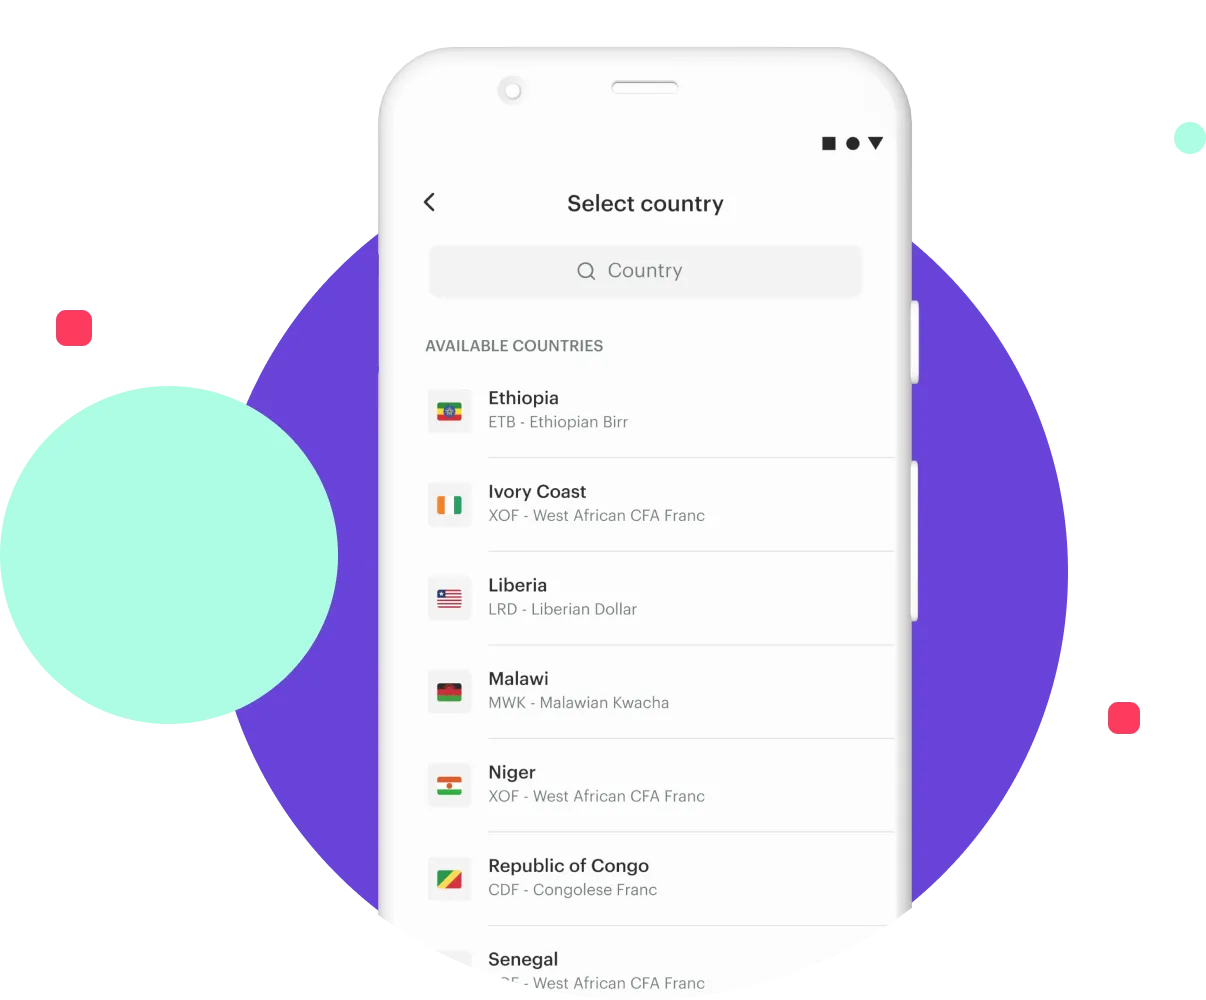 Select country
Country
AVAILABLE COUNTRIES
Ethiopia
ETB - Ethiopian Birr
Ivory Coast
XOF - West African CFA Franc
Liberia
LRD - Liberian Dollar
Malawi
MWK - Malawian Kwacha
Niger
XOF - West African CFA Franc
Republic of Congo
CDF - Congolese Franc
Senegal
- West African CFA Franc